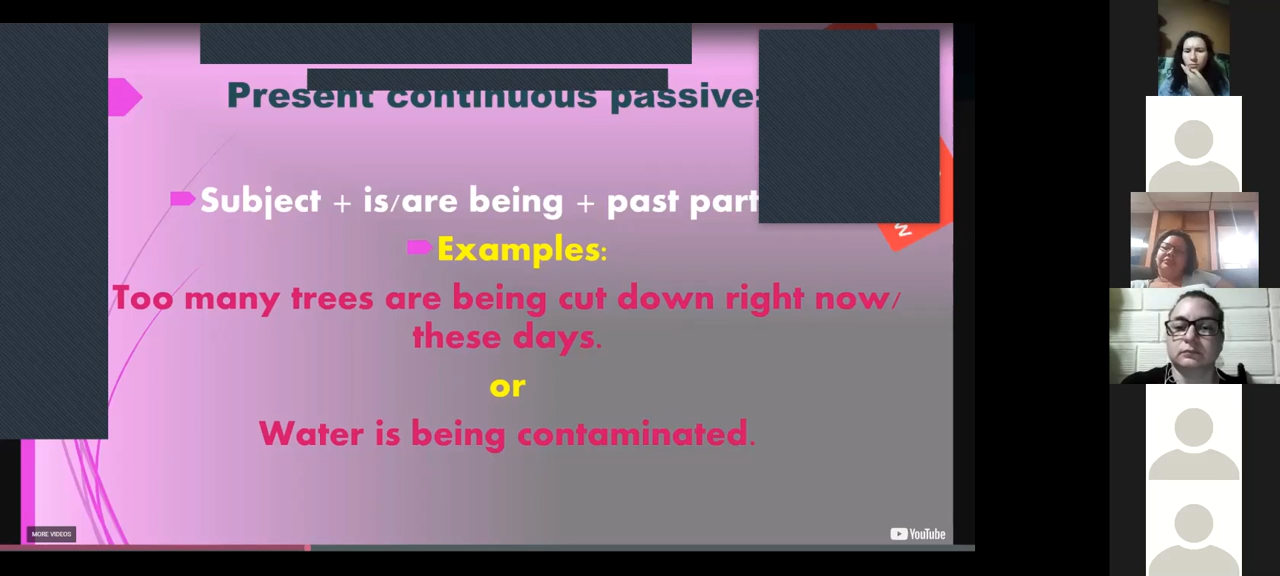 Present continuous passive:
Subject + is/are being + past part
Examples:
Too many trees are being cut down right now/
these days.
or
Water is being contaminated.
MORE VIDEOS
YouTube